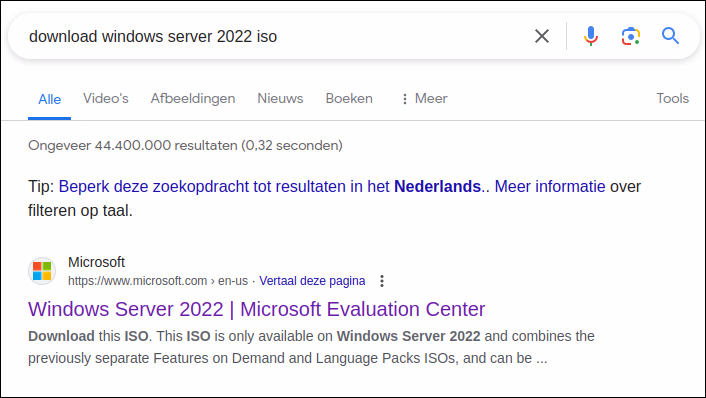 download windows server 2022 iso
Alle Video's Afbeeldingen Nieuws Boeken Meer Tools
Ongeveer 44.400.000 resultaten (0,32 seconden)
Tip: Beperk deze zoekopdracht tot resultaten in het Nederlands.. Meer informatie over
filteren op taal.
Microsoft
https://www.microsoft.com › en-us · Vertaal deze pagina
Windows Server 2022 | Microsoft Evaluation Center
Download this ISO. This ISO is only available on Windows Server 2022 and combines the
previously separate Features on Demand and Language Packs ISOs, and can be ...